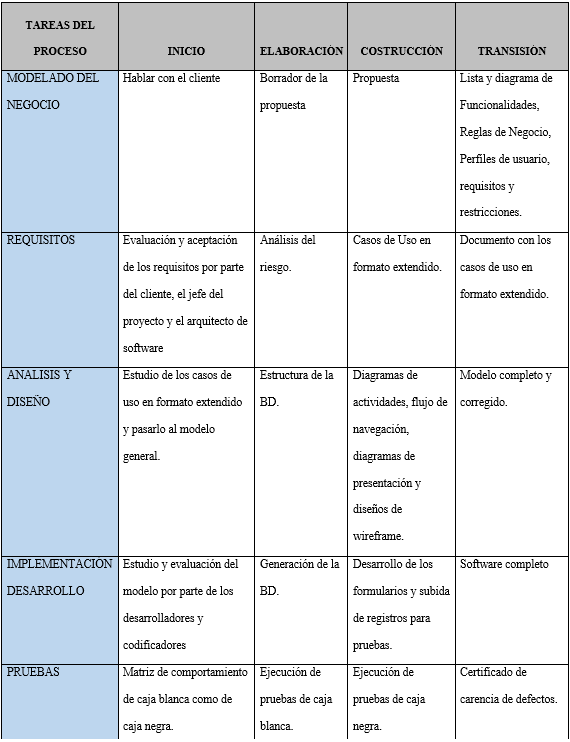 TAREAS DEL
PROCESO
INICIO
ELABORACIÓN
COSTRUCCIÓN
TRANSISIÓN
MODELADO DEL
NEGOCIO
Hablar con el cliente
Borrador de la
propuesta
Propuesta
Lista y diagrama de
Funcionalidades,
Reglas de Negocio,
Perfiles de usuario,
requisitos y
restricciones.
REQUISITOS
Evaluación y aceptación
de los requisitos por parte
del cliente, el jefe del
proyecto y el arquitecto de
software
Análisis del
riesgo.
Casos de Uso en
formato extendido.
Documento con los
casos de uso en
formato extendido.
ANALISIS Y
DISEÑO
Estudio de los casos de
uso en formato extendido
y pasarlo al modelo
general.
Estructura de la
BD.
Diagramas de
actividades, flujo de
navegación,
diagramas de
presentación y
diseños de
wireframe.
Modelo completo y
corregido.
IMPLEMENTACIÓN
DESARROLLO
Estudio y evaluación del
modelo por parte de los
desarrolladores y
codificadores
Generación de la
BD.
Desarrollo de los
formularios y subida
de registros para
pruebas.
Software completo
PRUEBAS
Matriz de comportamiento
de caja blanca como de
caja negra.
Ejecución de
pruebas de caja
blanca.
Ejecución de
pruebas de caja
negra.
Certificado de
carencia de defectos.